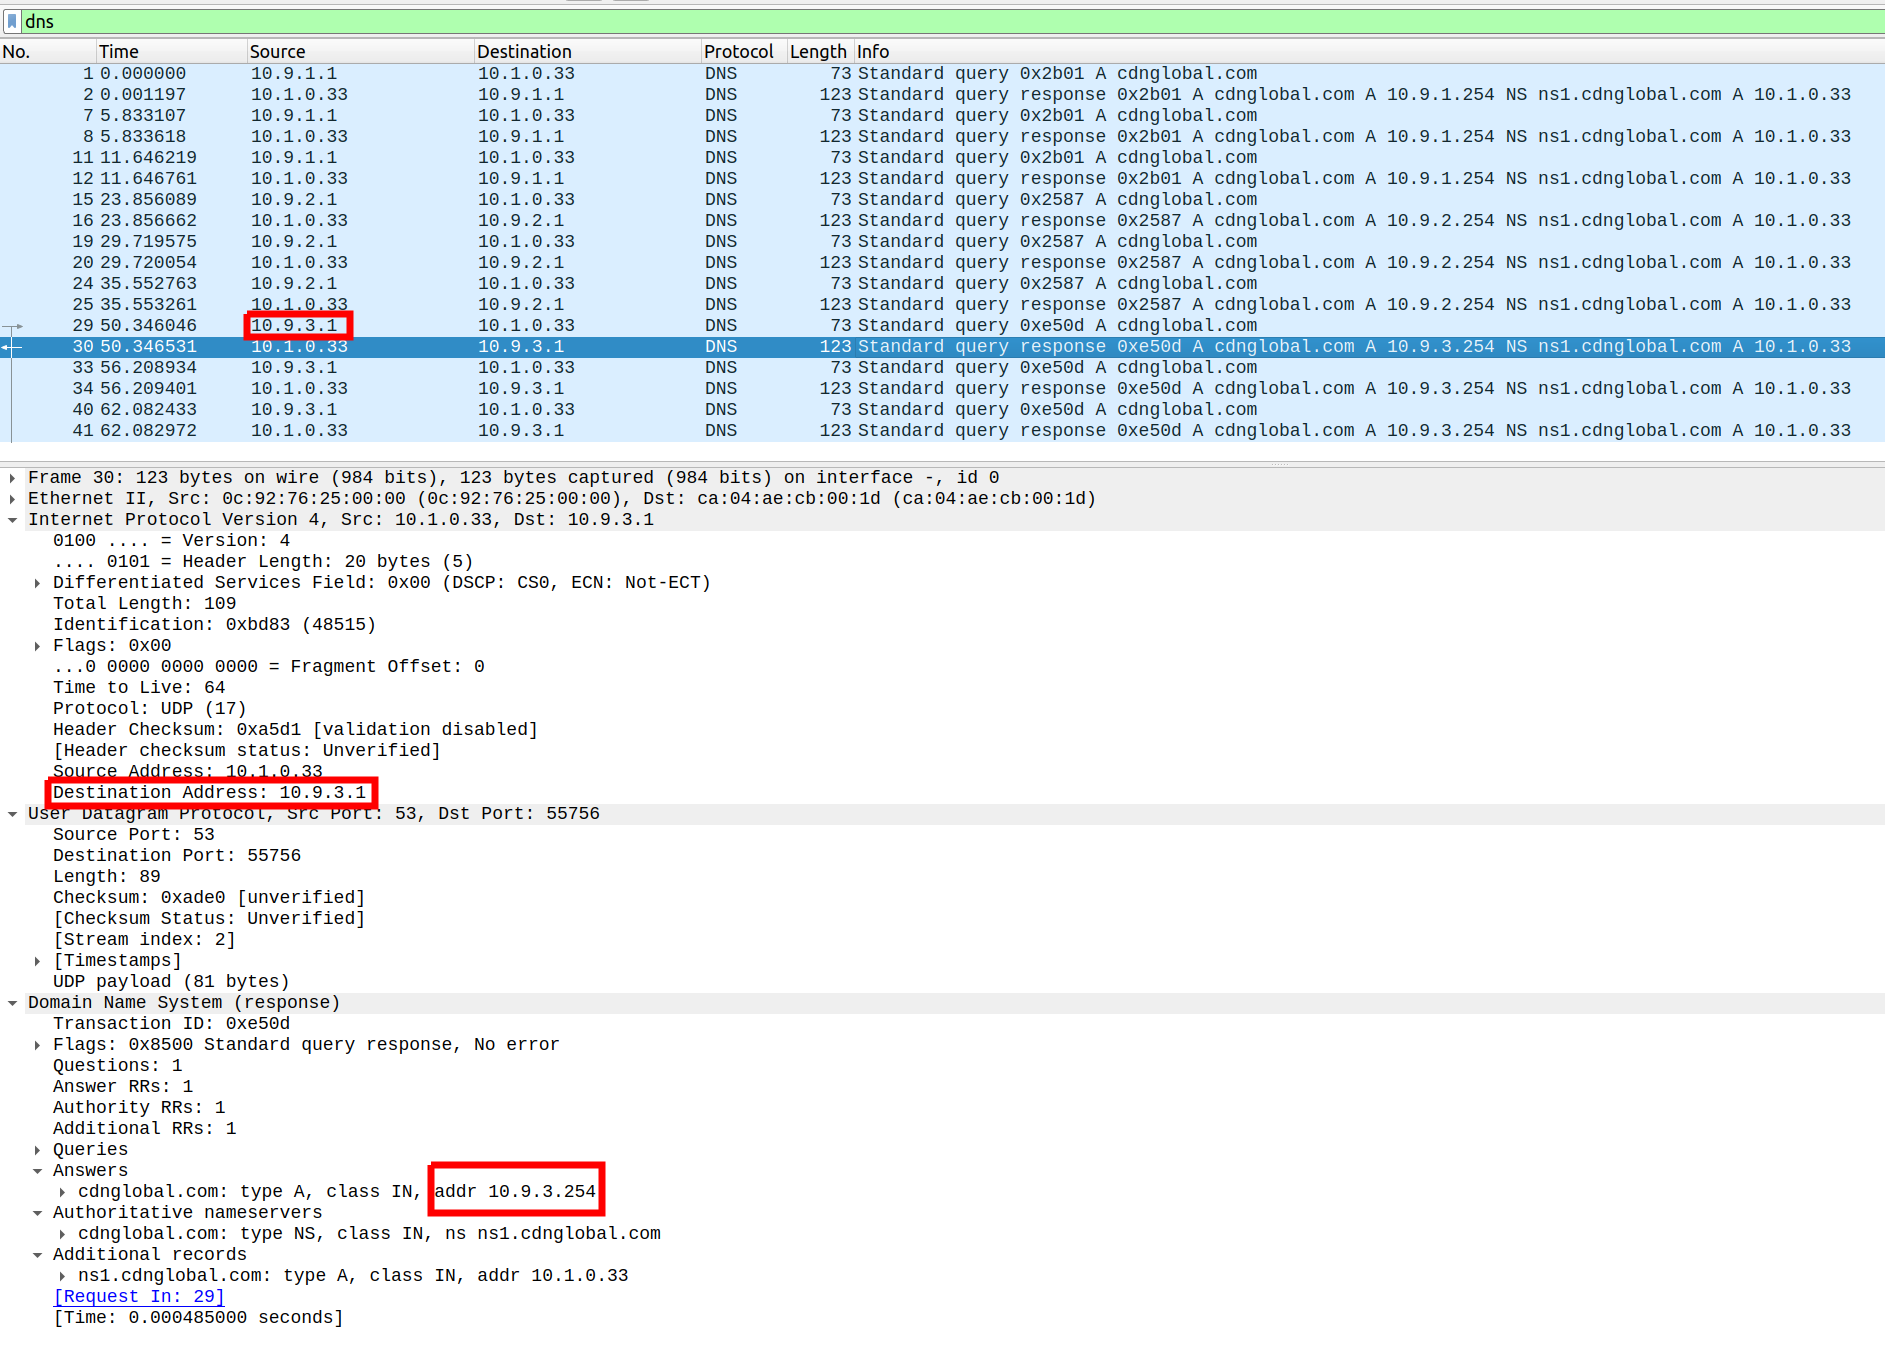 dns
No. Time Source Destination Protocol Length Info
1 0.000000 10.9.1.1 10.1.0.33 DNS 73 Standard query 0x2b01 A cdnglobal.com
2 0.001197 10.1.0.33 10.9.1.1 DNS 123 Standard query response 0x2b01 A cdnglobal.com A 10.9.1.254 NS ns1.cdnglobal.com A 10.1.0.33
7 5.833107 10.9.1.1 10.1.0.33 DNS 73 Standard query 0x2b01 A cdnglobal.com
8 5.833618 10.1.0.33 10.9.1.1 DNS 123 Standard query response 0x2b01 A cdnglobal.com A 10.9.1.254 NS ns1.cdnglobal.com A 10.1.0.33
11 11.646219 10.9.1.1 10.1.0.33 DNS 73 Standard query 0x2b01 A cdnglobal.com
12 11.646761 10.1.0.33 10.9.1.1 DNS 123 Standard query response 0x2b01 A cdnglobal.com A 10.9.1.254 NS ns1.cdnglobal.com A 10.1.0.33
15 23.856089 10.9.2.1 10.1.0.33 DNS 73 Standard query 0x2587 A cdnglobal.com
16 23.856662 10.1.0.33 10.9.2.1 DNS 123 Standard query response 0x2587 A cdnglobal.com A 10.9.2.254 NS ns1.cdnglobal.com A 10.1.0.33
19 29.719575 10.9.2.1 10.1.0.33 DNS 73 Standard query 0x2587 A cdnglobal.com
20 29.720054 10.1.0.33 10.9.2.1 DNS 123 Standard query response 0x2587 A cdnglobal.com A 10.9.2.254 NS ns1.cdnglobal.com A 10.1.0.33
24 35.552763 10.9.2.1 10.1.0.33 DNS 73 Standard query 0x2587 A cdnglobal.com
25 35.553261 10.1.0.33 10.9.2.1 DNS 123 Standard query response 0x2587 A cdnglobal.com A 10.9.2.254 NS ns1.cdnglobal.com A 10.1.0.33
29 50.346046 10.9.3.1 10.1.0.33 DNS 73 Standard query 0xe50d A cdnglobal.com
30 50.346531 10.1.0.33 10.9.3.1 DNS 123 Standard query response 0xe50d A cdnglobal.com A 10.9.3.254 NS ns1.cdnglobal.com A 10.1.0.33
33 56.208934 10.9.3.1 10.1.0.33 DNS 73 Standard query 0xe50d A cdnglobal.com
34 56.209401 10.1.0.33 10.9.3.1 DNS 123 Standard query response 0xe50d A cdnglobal.com A 10.9.3.254 NS ns1.cdnglobal.com A 10.1.0.33
40 62.082433 10.9.3.1 10.1.0.33 DNS 73 Standard query 0xe50d A cdnglobal.com
41 62.082972 10.1.0.33 10.9.3.1 DNS 123 Standard query response 0xe50d A cdnglobal.com A 10.9.3.254 NS ns1.cdnglobal.com A 10.1.0.33
Frame 30: 123 bytes on wire (984 bits), 123 bytes captured (984 bits) on interface -, id 0
Ethernet II, Src: 0c:92:76:25:00:00 (0c:92:76:25:00:00), Dst: ca:04:ae:cb:00:1d (ca:04:ae:cb:00:1d)
Internet Protocol Version 4, Src: 10.1.0.33, Dst: 10.9.3.1
0100 .... = Version: 4
.... 0101 = Header Length: 20 bytes (5)
Differentiated Services Field: 0x00 (DSCP: CS0, ECN: Not-ECT)
Total Length: 109
Identification: 0xbd83 (48515)
Flags: 0x00
...0 0000 0000 0000 = Fragment Offset: 0
Time to Live: 64
Protocol: UDP (17)
Header Checksum: 0xa5d1 [validation disabled]
[Header checksum status: Unverified]
Source Address: 10.1.0.33
Destination Address: 10.9.3.1
User Datagram Protocol, Src Port: 53, Dst Port: 55756
Source Port: 53
Destination Port: 55756
Length: 89
Checksum: 0xade0 [unverified]
[Checksum Status: Unverified]
[Stream index: 2]
[Timestamps]
UDP payload (81 bytes)
Domain Name System (response)
Transaction ID: 0xe50d
Flags: 0x8500 Standard query response, No error
Questions: 1
Answer RRs: 1
Authority RRs: 1
Additional RRs: 1
Queries
Answers
cdnglobal.com: type A, class IN, addr 10.9.3.254
Authoritative nameservers
cdnglobal.com: type NS, class IN, ns ns1.cdnglobal.com
Additional records
ns1.cdnglobal.com: type A, class IN, addr 10.1.0.33
[Request In: 29]
[Time: 0.000485000 seconds]